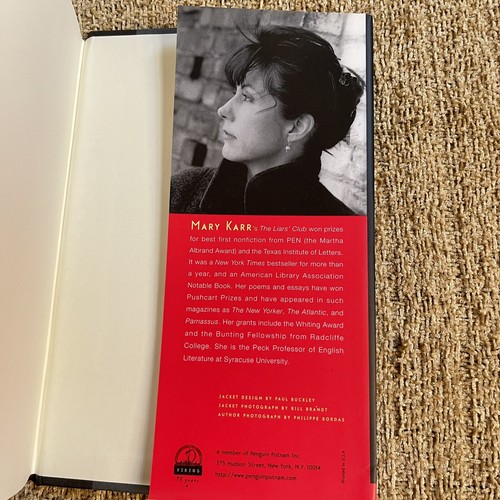 MARY KARR's The Liars' Club won prizes
for best first nonfiction from PEN (the Martha
Albrand Award) and the Texas Institute of Letters.
It was a New York Times bestseller for more than
a year, and an American Library Association
Notable Book. Her poems and essays have won
Pushcart Prizes and have appeared in such
magazines as The New Yorker, The Atlantic, and
Parnassus. Her grants include the Whiting Award
and the Bunting Fellowship from Radcliffe
College. She is the Peck Professor of English
Literature at Syracuse University.
JACKET DESIGN BY PAUL BUCKLEY
JACKET PHOTOGRAPH BY BILL BRANDT
AUTHOR PHOTOGRAPH BY PHILIPPE BORDAS
VIKING
75 years
a member of Penguin Putnam Inc.
375 Hudson Street, New York, N.Y. 10014
http://www.penguinputnam.com
Printed in U.S.A.